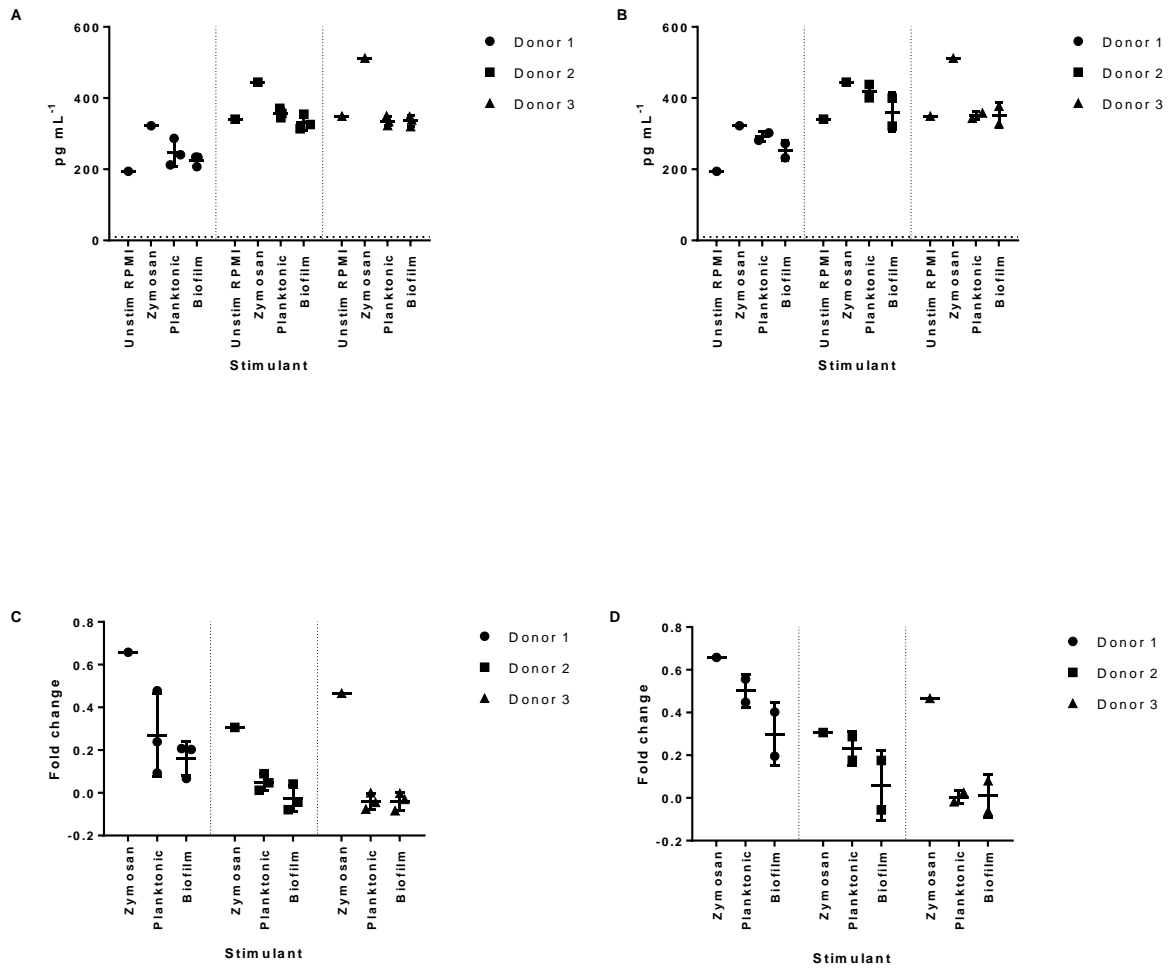 A
600
400
200
0
pg mL-1
Unstim RPMI
Zymosan
Planktonic
Biofilm
Unstim RPMI
Zymosan
Planktonic
Biofilm
Unstim RPMI
Zymosan
Planktonic
Biofilm
Stimulant
Donor 1
Donor 2
Donor 3
B
600
400
200
0
pg mL-1
Unstim RPMI
Zymosan
Planktonic
Biofilm
Unstim RPMI
Zymosan
Planktonic
Biofilm
Unstim RPMI
Zymosan
Planktonic
Biofilm
Stimulant
Donor 1
Donor 2
Donor 3
C
0.8
0.6
0.4
0.2
0.0
-0.2
Fold change
Zymosan
Planktonic
Biofilm
Zymosan
Planktonic
Biofilm
Zymosan
Planktonic
Biofilm
Stimulant
Donor 1
Donor 2
Donor 3
D
0.8
0.6
0.4
0.2
0.0
-0.2
Fold change
Zymosan
Planktonic
Biofilm
Zymosan
Planktonic
Biofilm
Zymosan
Planktonic
Biofilm
Stimulant
Donor 1
Donor 2
Donor 3